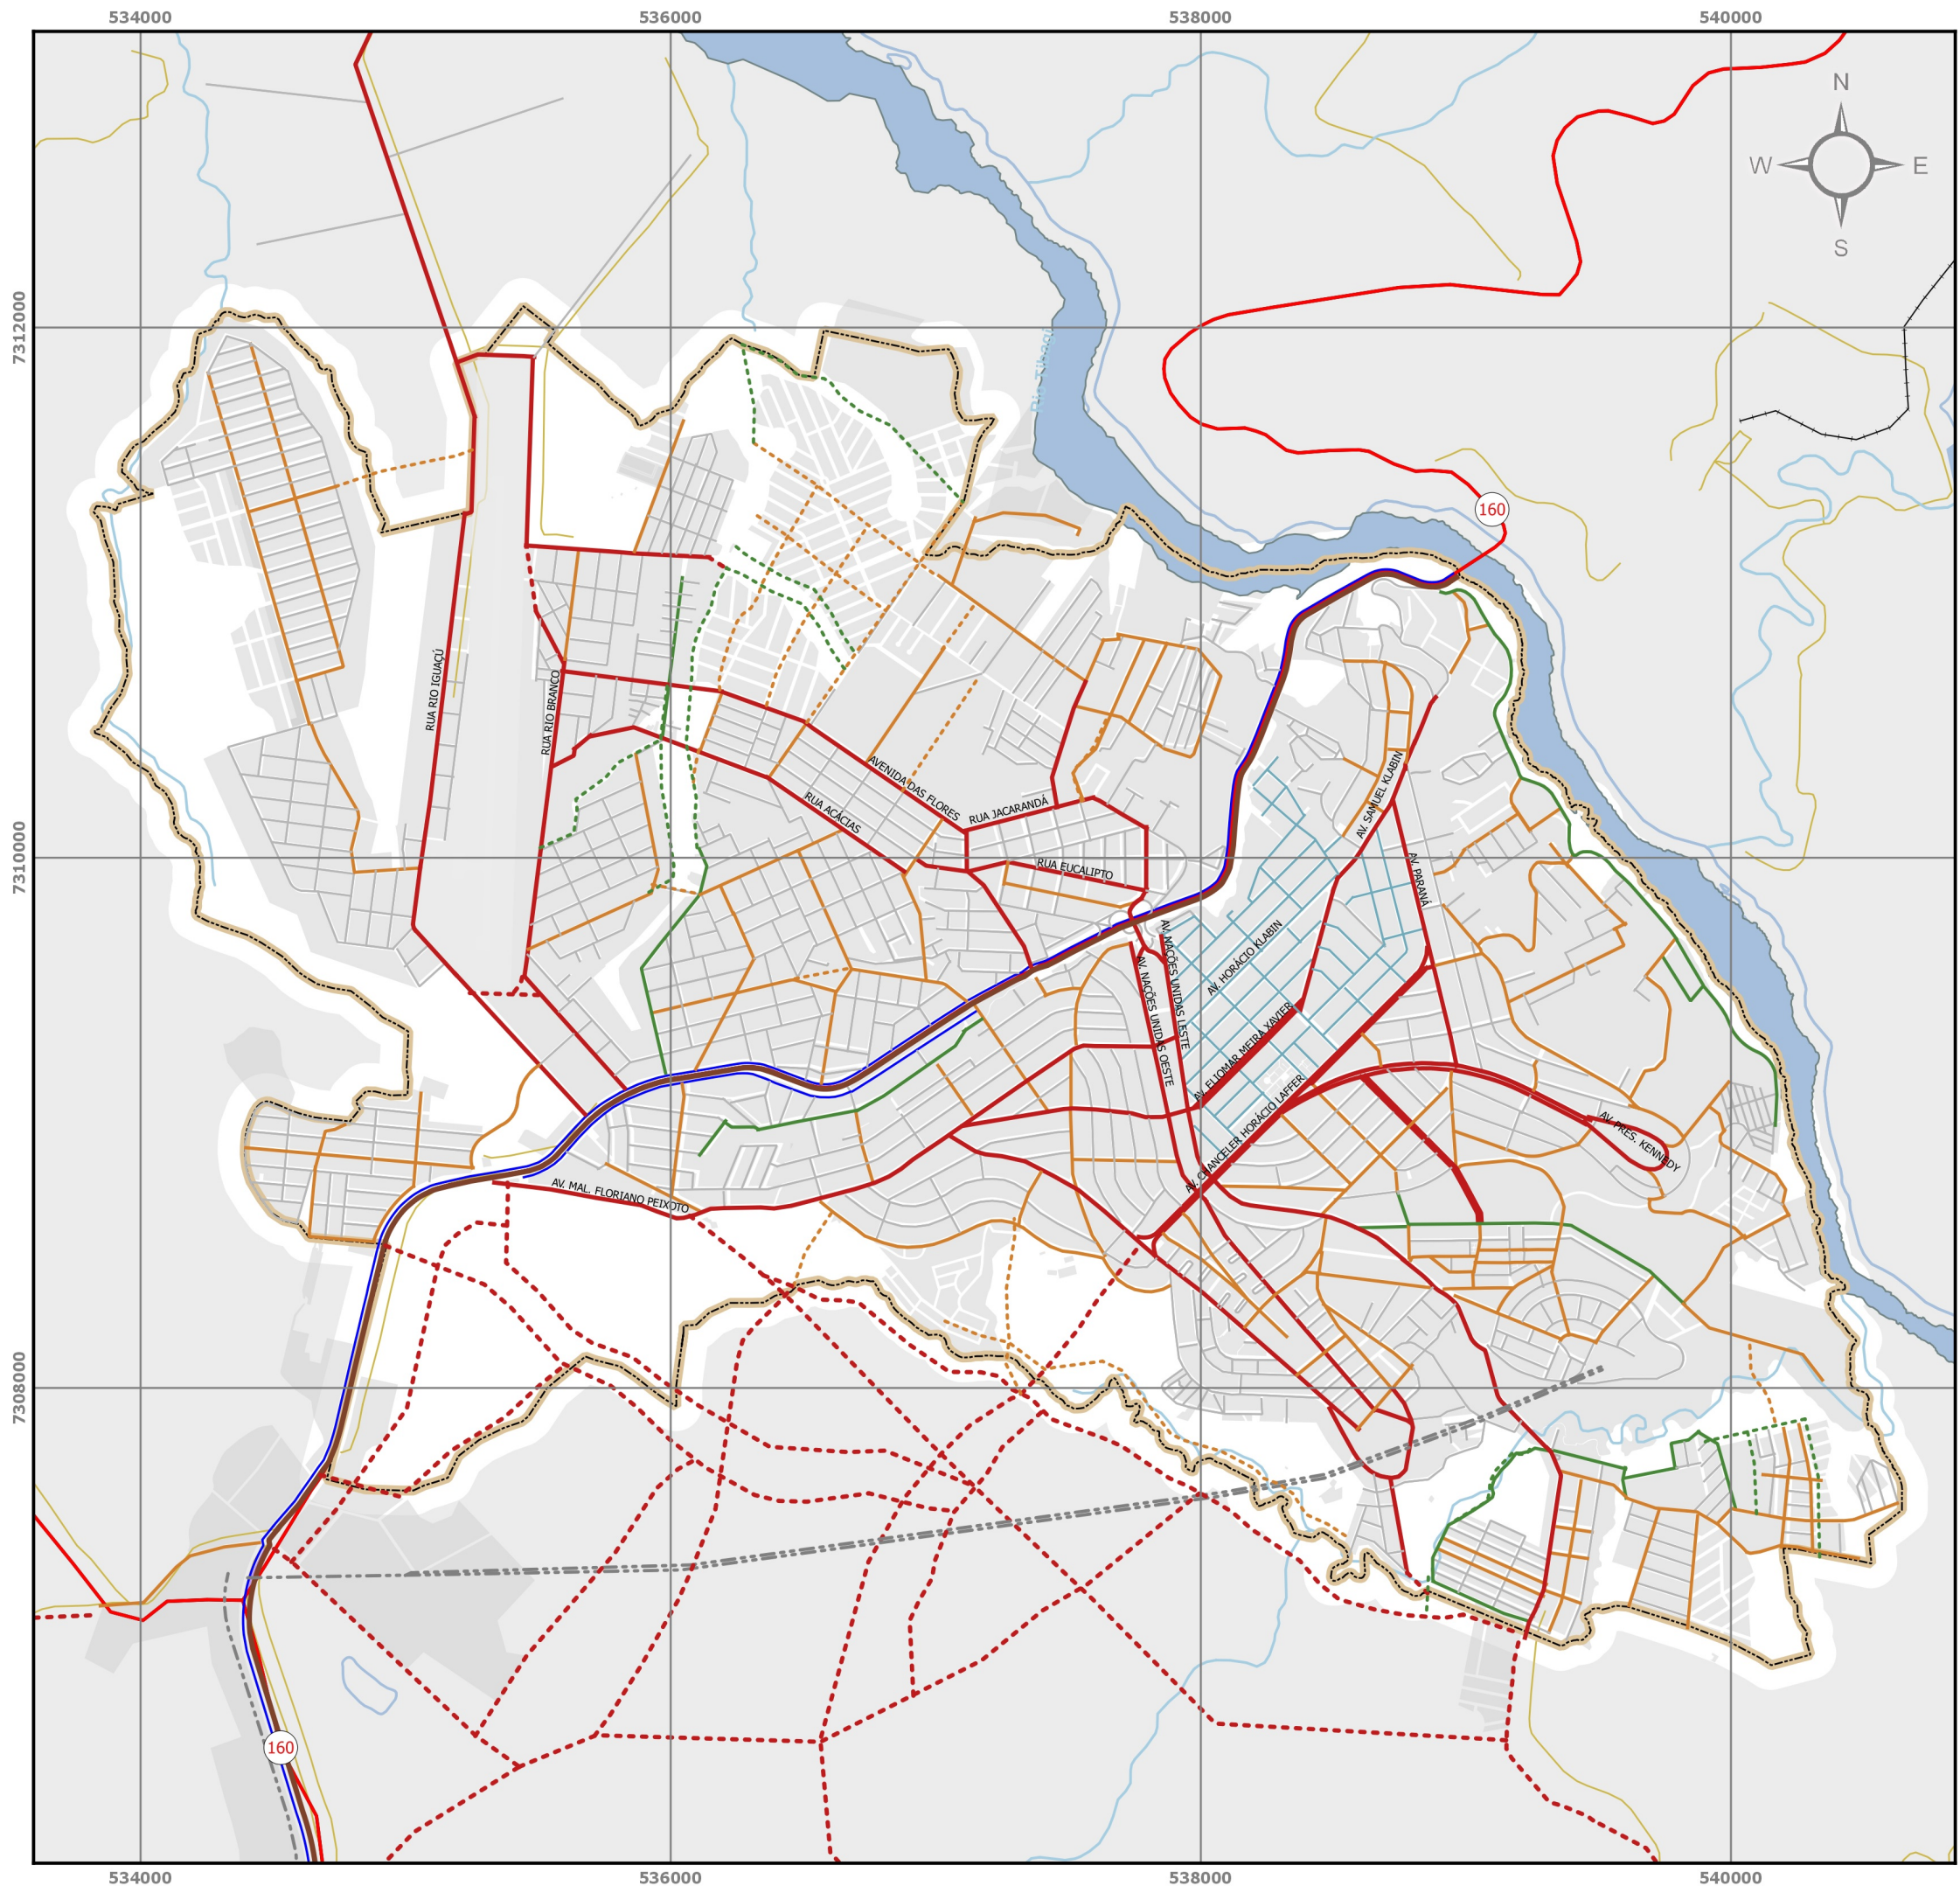 534000
536000
538000
540000
N
W
E
S
7312000
Rio Tibagi
160
RUA RIO IGUAÇÚ
RUA RIO BRANCO
AV. SAMUEL KLABIN
AVENIDA DAS FLORES
RUA JACARANDÁ
RUA ACÁCIAS
7310000
RUA EUCALIPTO
AV. PARANÁ
AV. HORÁCIO KLABIN
AV. NAÇÕES UNIDAS LESTE
AV. NAÇÕES UNIDAS OESTE
AV. ELIOMAR MEIRA XAVIER
AV. CHANCELER HORÁCIO LAFFER
AV. PRES. KENNEDY
AV. MAL. FLORIANO PEIXOTO
7308000
160
534000
536000
538000
540000